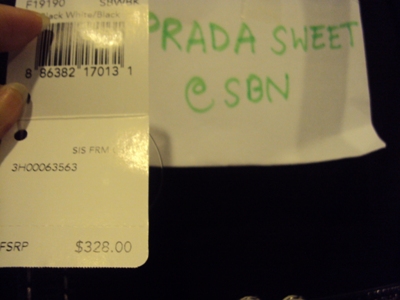 F19190
Black White/Black
8 86382 17013 1
SIS FRM
3H00063563
FSRP $328.00
PRADA SWEET
@ SBN